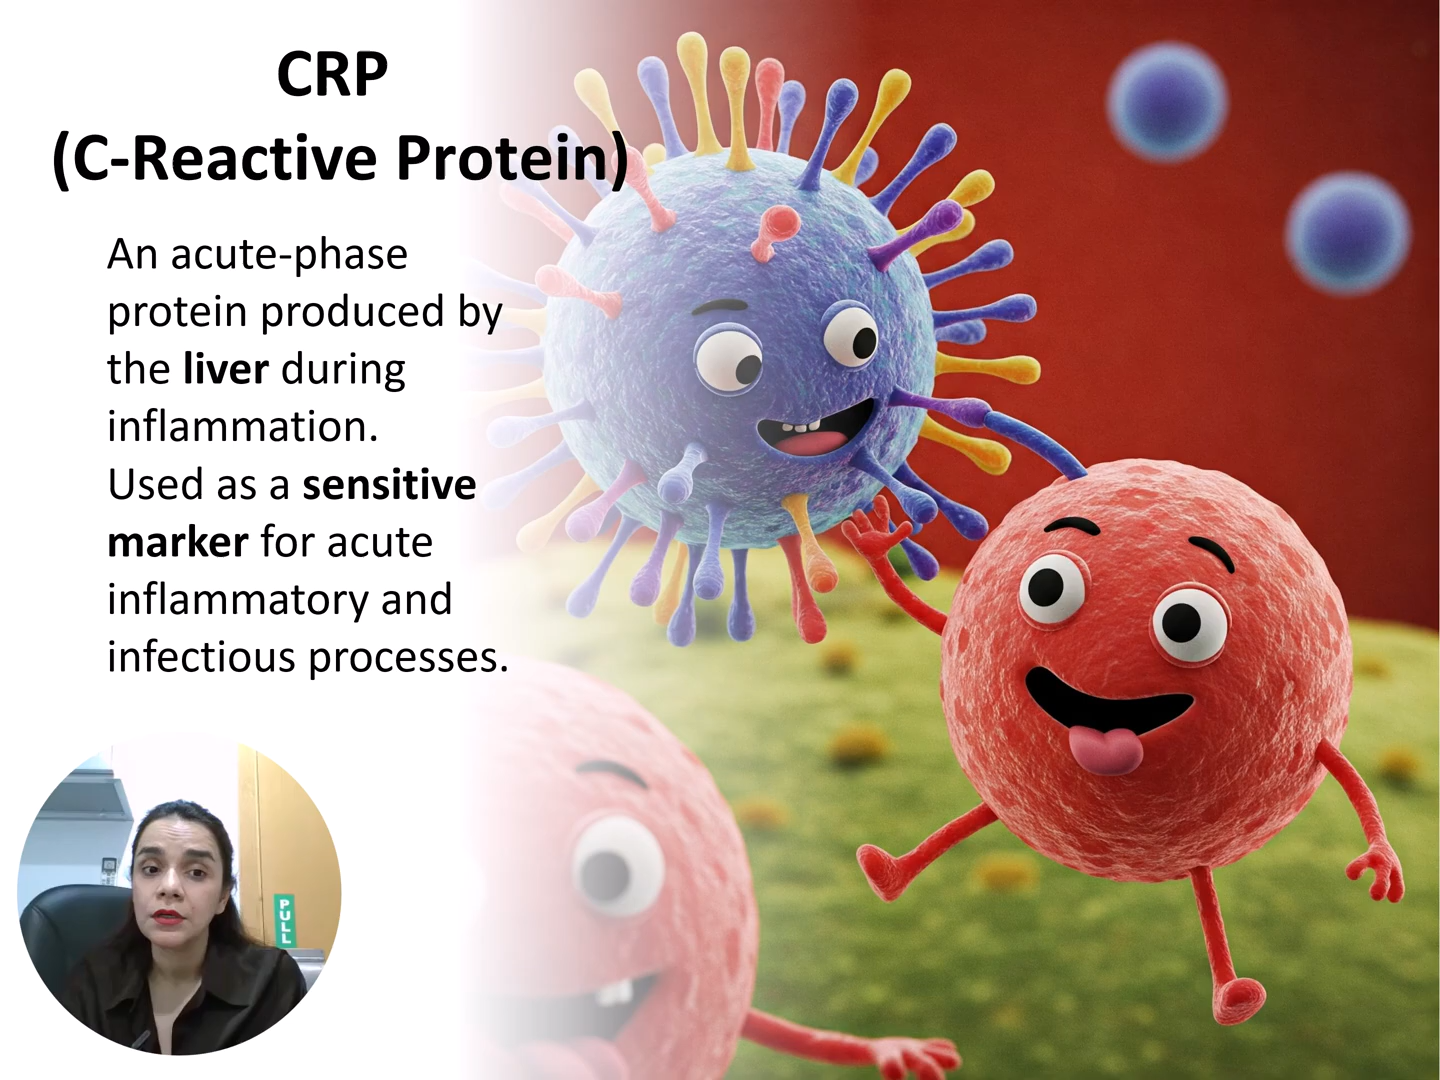 CRP
(C-Reactive Protein)
An acute-phase
protein produced by
the liver during
inflammation.
Used as a sensitive
marker for acute
inflammatory and
infectious processes.
PULL